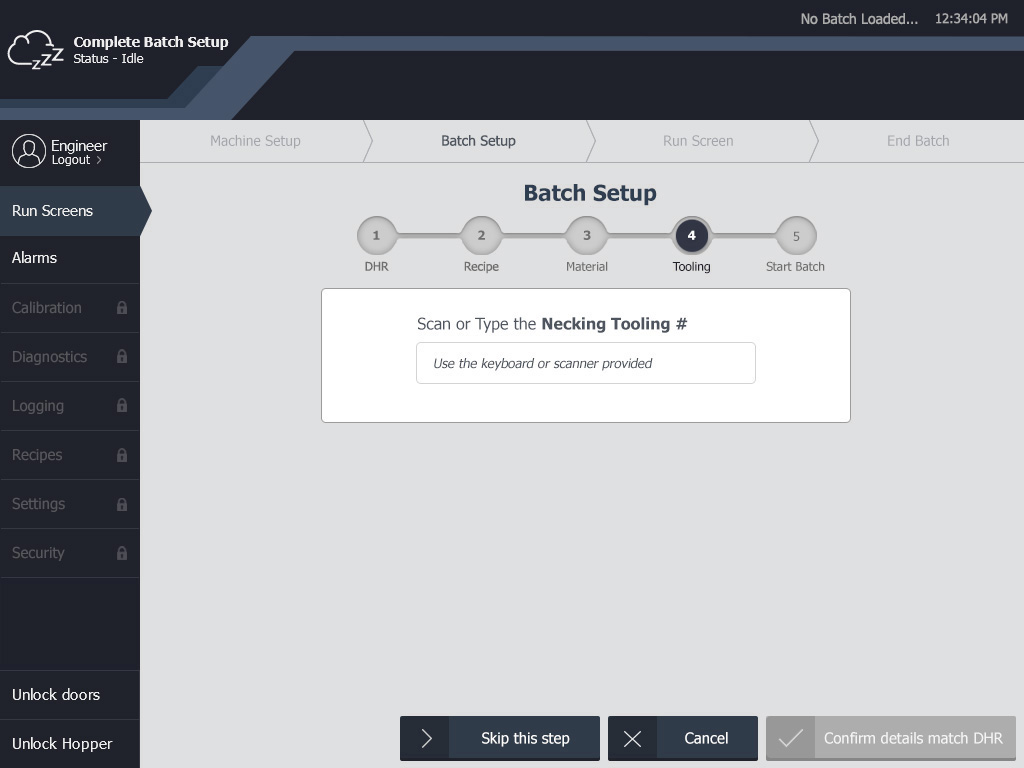 No Batch Loaded... 12:34:04 PM
Complete Batch Setup
Status - Idle
zZZ
Engineer
Logout >
Machine Setup
Batch Setup
Run Screen
End Batch
Run Screens
Alarms
Calibration
Diagnostics
Logging
Recipes
Settings
Security
Unlock doors
Unlock Hopper
Batch Setup
1 2 3 4 5
DHR Recipe Material Tooling Start Batch
Scan or Type the Necking Tooling #
Use the keyboard or scanner provided
Skip this step
Cancel
Confirm details match DHR